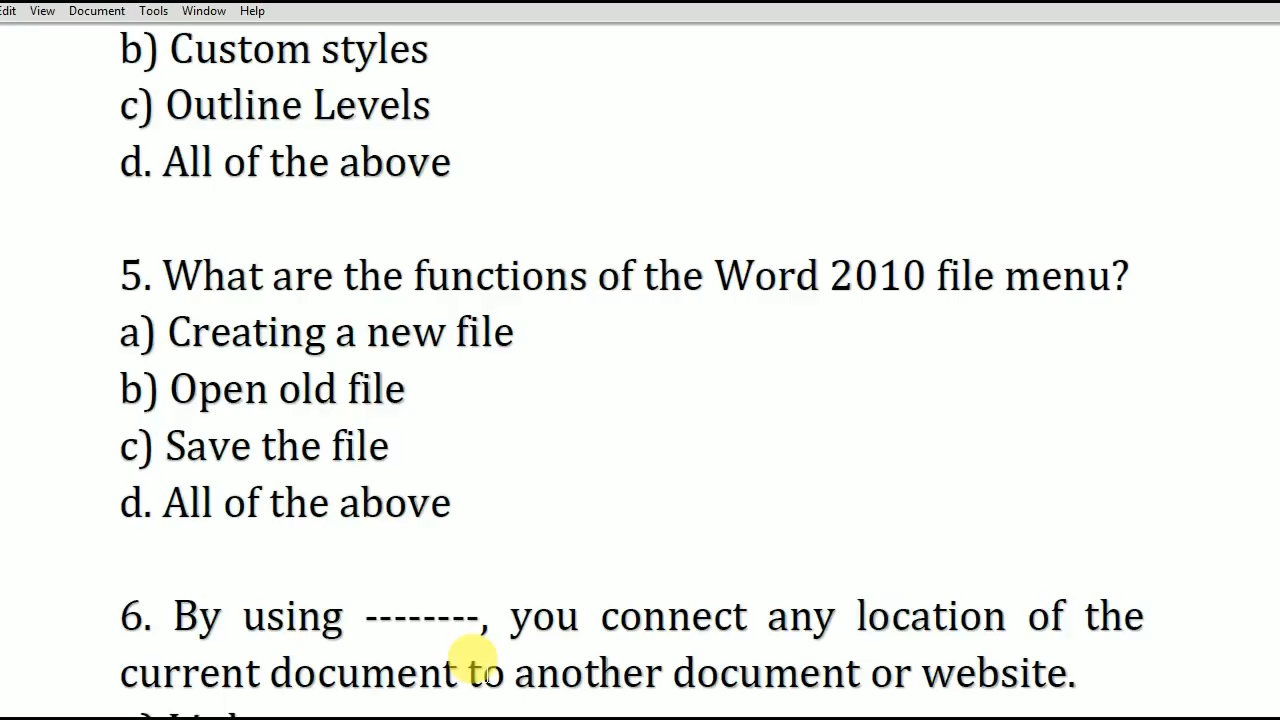 Edit View Document Tools Window Help
b) Custom styles
c) Outline Levels
d. All of the above
5. What are the functions of the Word 2010 file menu?
a) Creating a new file
b) Open old file
c) Save the file
d. All of the above
6. By using --------, you connect any location of the
current document to another document or website.